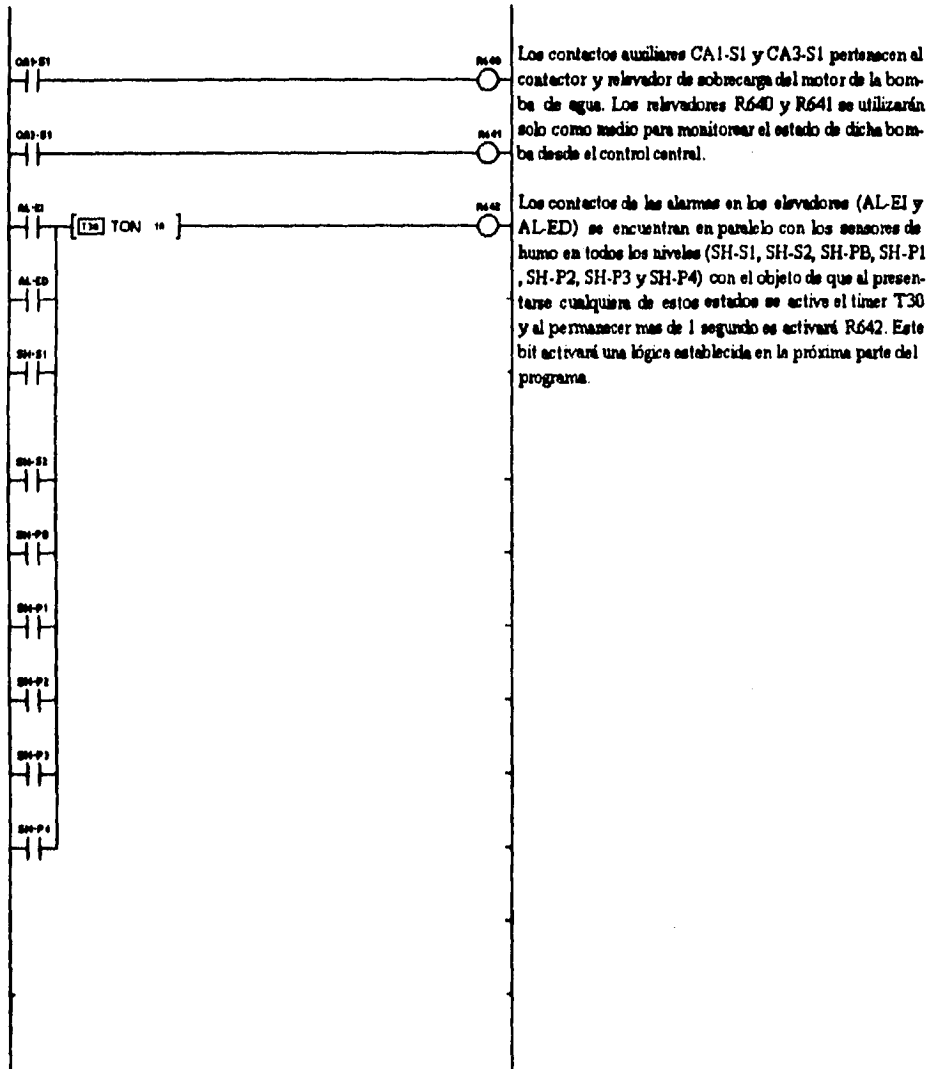 CA1-S1
R640
CA3-S1
R641
AL-EI
T30 TON 10
R642
AL-ED
SH-S1
SH-S2
SH-PB
SH-P1
SH-P2
SH-P3
SH-P4
Los contactos auxiliares CA1-S1 y CA3-S1 pertenecen al
contactor y relevador de sobrecarga del motor de la bom-
ba de agua. Los relevadores R640 y R641 se utilizarán
solo como medio para monitorear el estado de dicha bom-
ba desde el control central.
Los contactos de las alarmas en los elevadores (AL-EI y
AL-ED) se encuentran en paralelo con los sensores de
humo en todos los niveles (SH-S1, SH-S2, SH-PB, SH-P1
, SH-P2, SH-P3 y SH-P4) con el objeto de que al presen-
tarse cualquiera de estos estados se active el timer T30
y al permanecer mas de 1 segundo es activará R642. Este
bit activará una lógica establecida en la próxima parte del
programa.